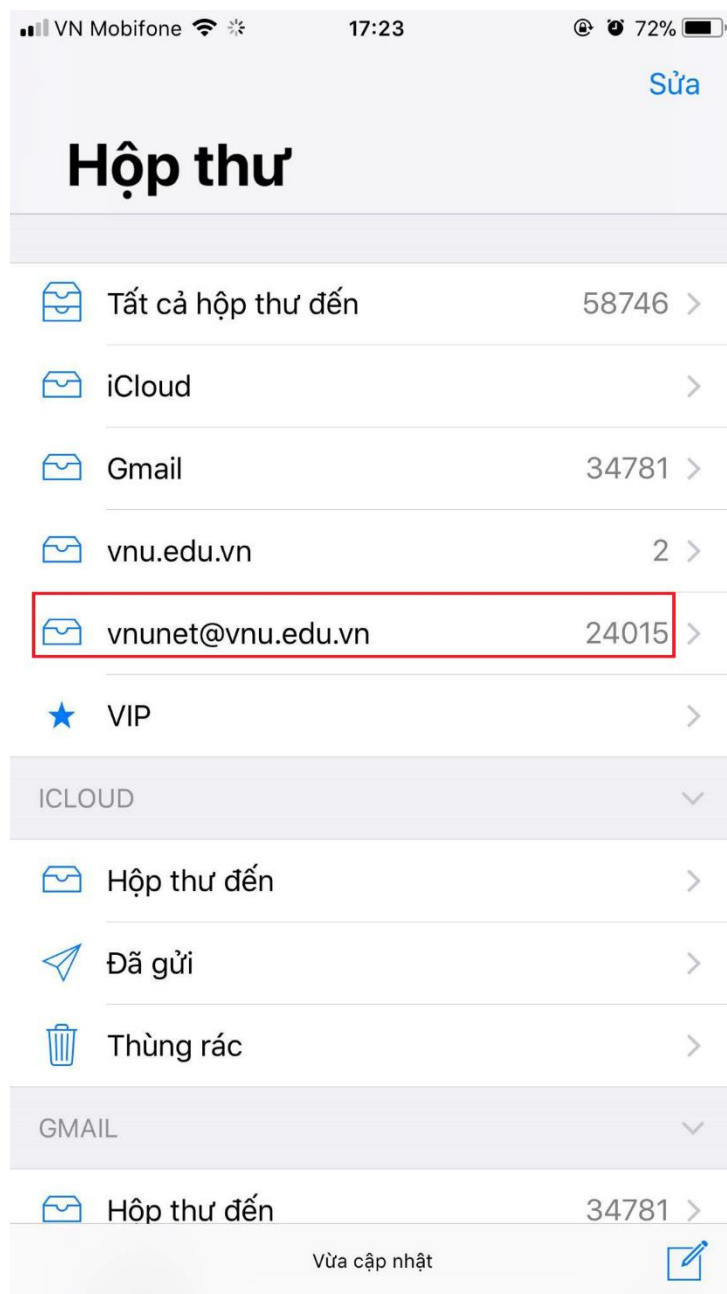 VN Mobifone 17:23 72%
Sửa
Hộp thư
Tất cả hộp thư đến 58746
iCloud
Gmail 34781
vnu.edu.vn 2
vnunet@vnu.edu.vn 24015
VIP
ICLOUD
Hộp thư đến
Đã gửi
Thùng rác
GMAIL
Hộp thư đến 34781
Vừa cập nhật